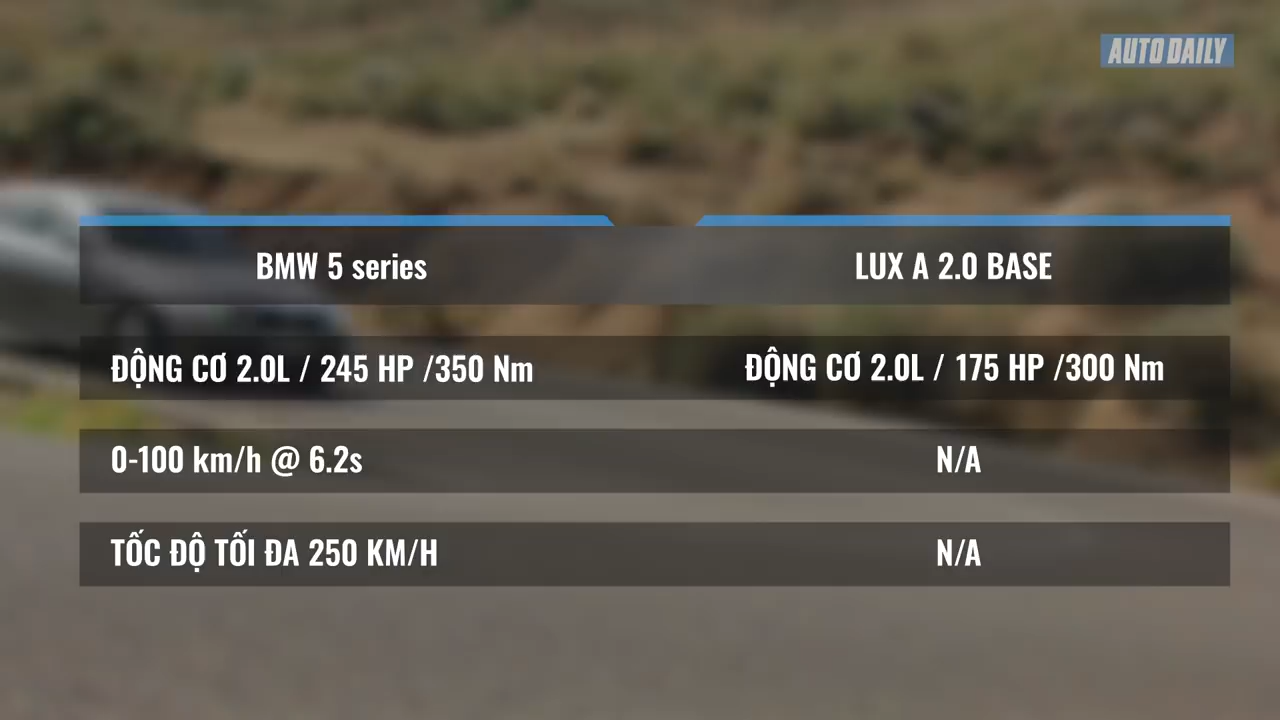 AUTO DAILY
BMW 5 series
LUX A 2.0 BASE
ĐỘNG CƠ 2.0L / 245 HP /350 Nm
ĐỘNG CƠ 2.0L / 175 HP /300 Nm
0-100 km/h @ 6.2s
N/A
TỐC ĐỘ TỐI ĐA 250 KM/H
N/A